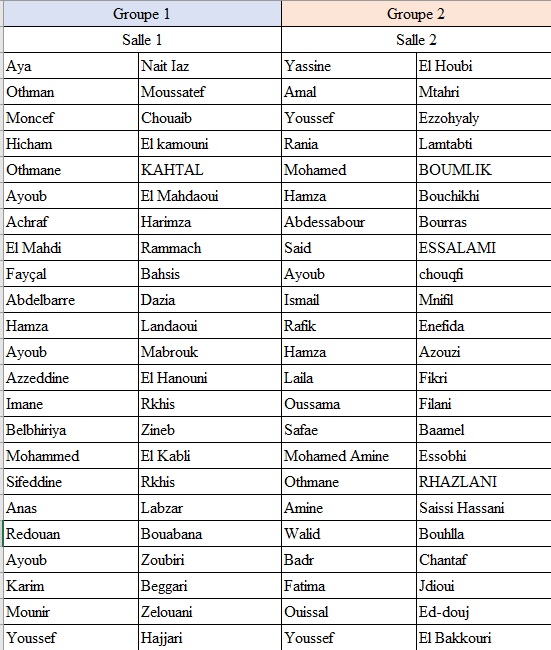 Groupe 1 Groupe 2
Salle 1 Salle 2
Aya Nait Iaz Yassine El Houbi
Othman Moussatef Amal Mtahri
Moncef Chouaib Youssef Ezzohyaly
Hicham El kamouni Rania Lamtabti
Othmane KAHTAL Mohamed BOUMLIK
Ayoub El Mahdaoui Hamza Bouchikhi
Achraf Harimza Abdessabour Bourras
El Mahdi Rammach Said ESSALAMI
Fayçal Bahsis Ayoub chouqfi
Abdelbarre Dazia Ismail Mnifil
Hamza Landaoui Rafik Enefida
Ayoub Mabrouk Hamza Azouzi
Azzeddine El Hanouni Laila Fikri
Imane Rkhis Oussama Filani
Belbhiriya Zineb Safae Baamel
Mohammed El Kabli Mohamed Amine Essobhi
Sifeddine Rkhis Othmane RHAZLANI
Anas Labzar Amine Saissi Hassani
Redouan Bouabana Walid Bouhlla
Ayoub Zoubiri Badr Chantaf
Karim Beggari Fatima Jdioui
Mounir Zelouani Ouissal Ed-douj
Youssef Hajjari Youssef El Bakkouri